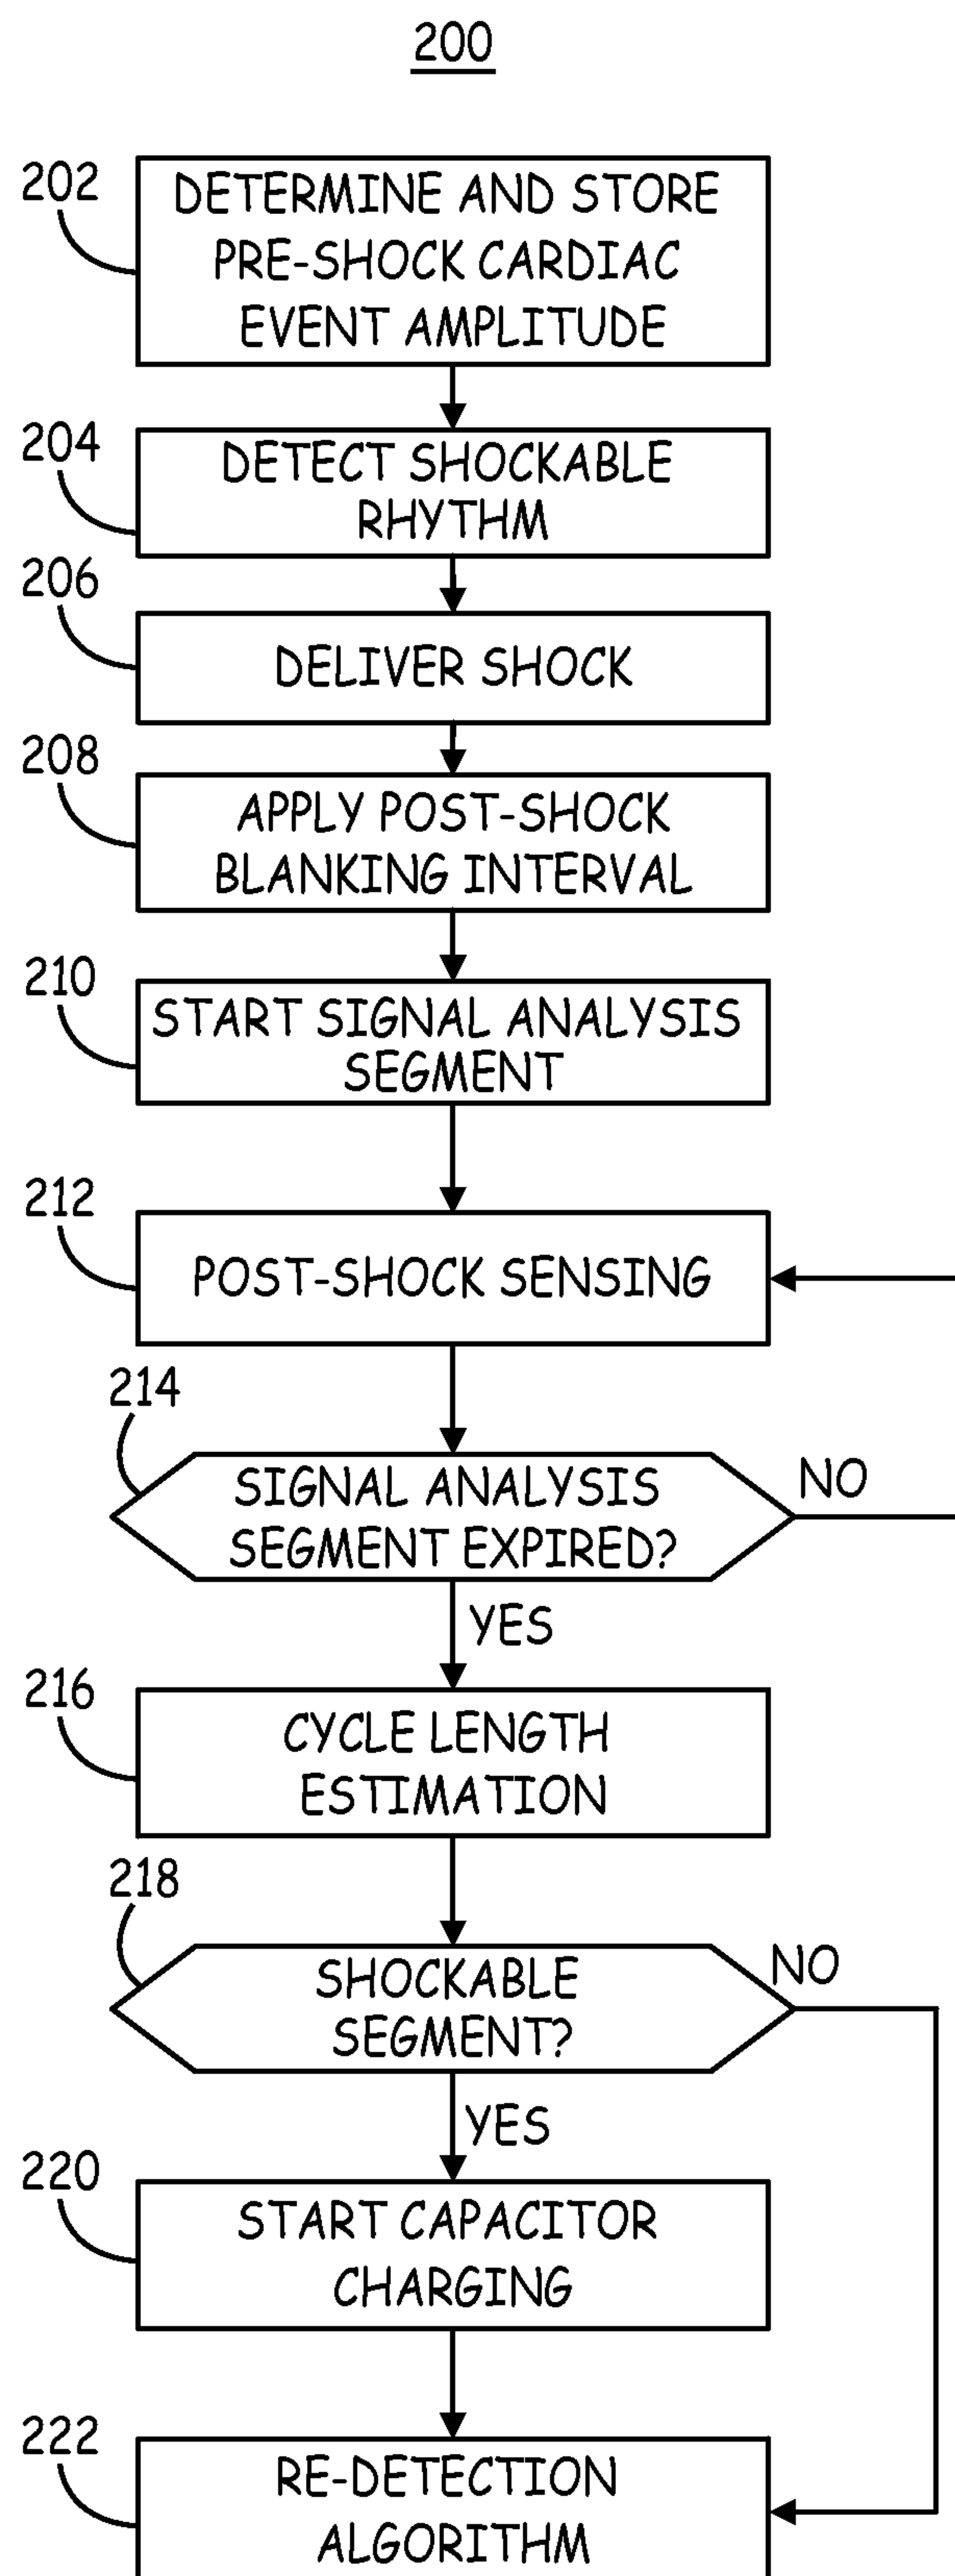 200
202
DETERMINE AND STORE
PRE-SHOCK CARDIAC
EVENT AMPLITUDE
204
DETECT SHOCKABLE
RHYTHM
206
DELIVER SHOCK
208
APPLY POST-SHOCK
BLANKING INTERVAL
210
START SIGNAL ANALYSIS
SEGMENT
212
POST-SHOCK SENSING
214
SIGNAL ANALYSIS
SEGMENT EXPIRED?
NO
YES
216
CYCLE LENGTH
ESTIMATION
218
SHOCKABLE
SEGMENT?
NO
YES
220
START CAPACITOR
CHARGING
222
RE-DETECTION
ALGORITHM